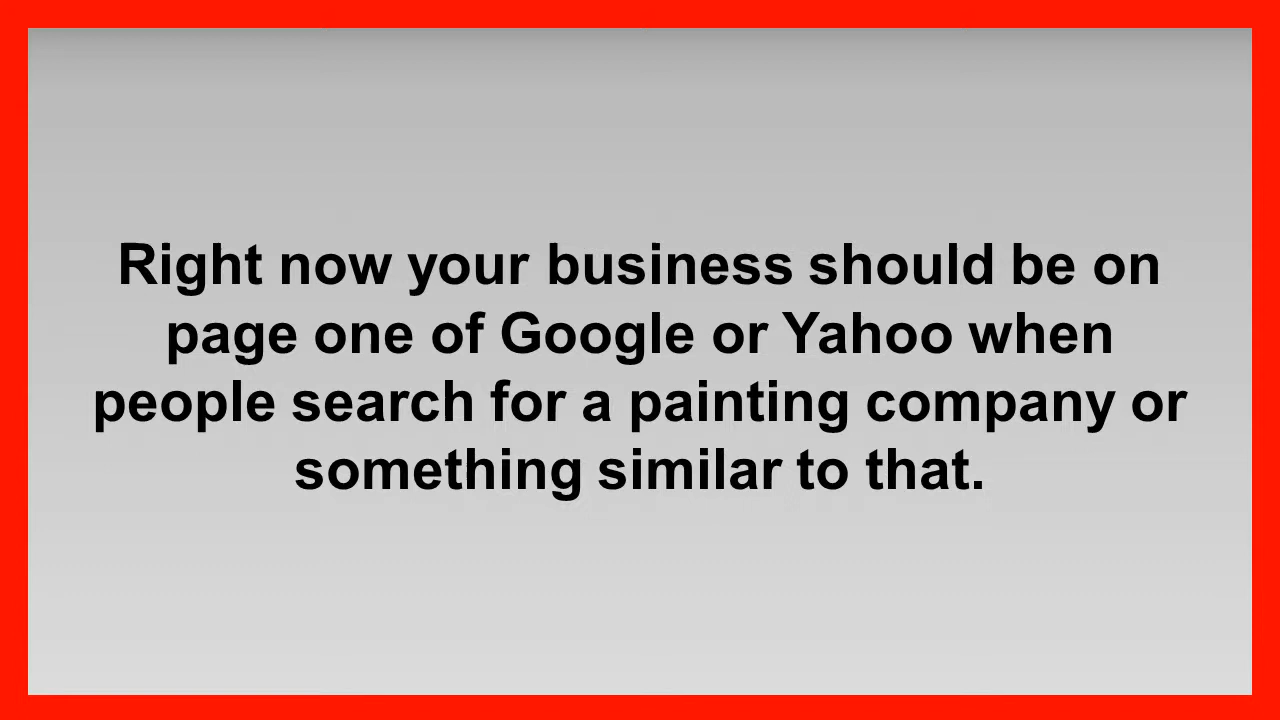 Right now your business should be on
page one of Google or Yahoo when
people search for a painting company or
something similar to that.